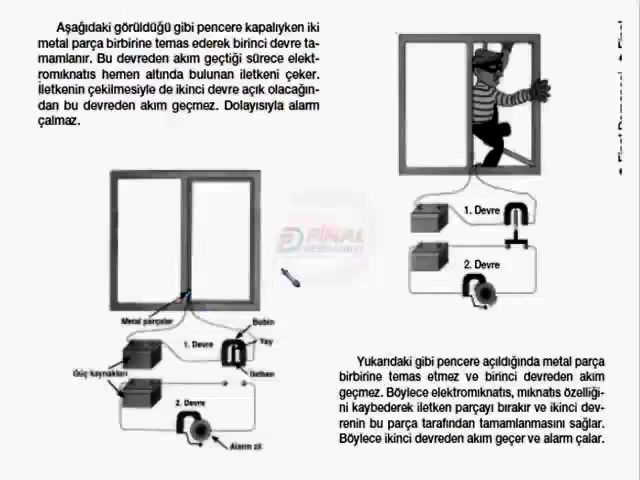 Aşağıdaki görüldüğü gibi pencere kapalıyken iki
metal parça birbirine temas ederek birinci devre ta-
mamlanır. Bu devreden akım geçtiği sürece elekt-
romıknatıs hemen altında bulunan iletkeni çeker.
İletkenin çekilmesiyle de ikinci devre açık olacağın-
dan bu devreden akım geçmez. Dolayısıyla alarm
çalmaz.
1. Devre
2. Devre
FİNAL
Metal parçalar
Bobin
Yay
1. Devre
Güç kaynakları
İletken
2. Devre
Alarm zili
Yukarıdaki gibi pencere açıldığında metal parça
birbirine temas etmez ve birinci devreden akım
geçmez. Böylece elektromıknatıs, mıknatıs özelliği-
ni kaybederek iletken parçayı bırakır ve ikinci dev-
renin bu parça tarafından tamamlanmasını sağlar.
Böylece ikinci devreden akım geçer ve alarm çalar.